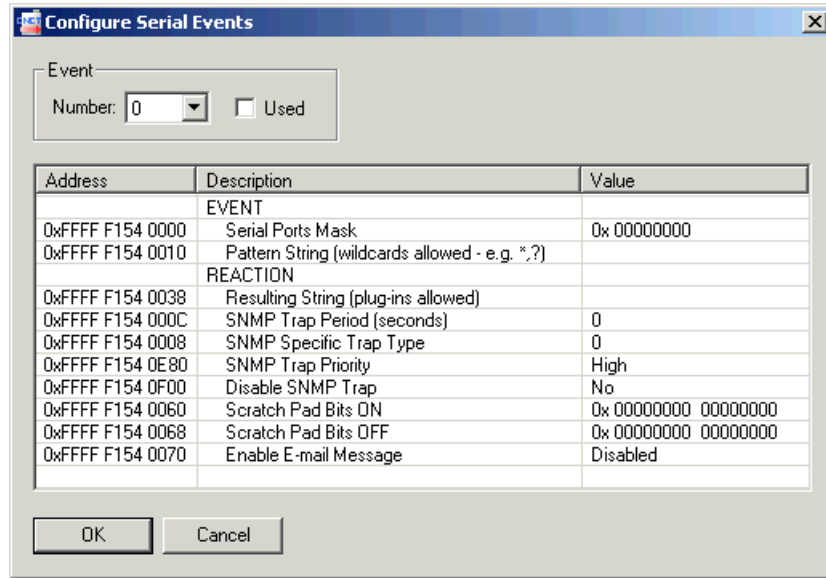 Configure Serial Events
Event
Number: 0 Used
Address Description Value
EVENT
0xFFFF F154 0000 Serial Ports Mask 0x 00000000
0xFFFF F154 0010 Pattern String (wildcards allowed - e.g. *,?)
REACTION
0xFFFF F154 0038 Resulting String (plug-ins allowed)
0xFFFF F154 000C SNMP Trap Period (seconds) 0
0xFFFF F154 0008 SNMP Specific Trap Type 0
0xFFFF F154 0E80 SNMP Trap Priority High
0xFFFF F154 0F00 Disable SNMP Trap No
0xFFFF F154 0060 Scratch Pad Bits ON 0x 00000000 00000000
0xFFFF F154 0068 Scratch Pad Bits OFF 0x 00000000 00000000
0xFFFF F154 0070 Enable E-mail Message Disabled
OK Cancel